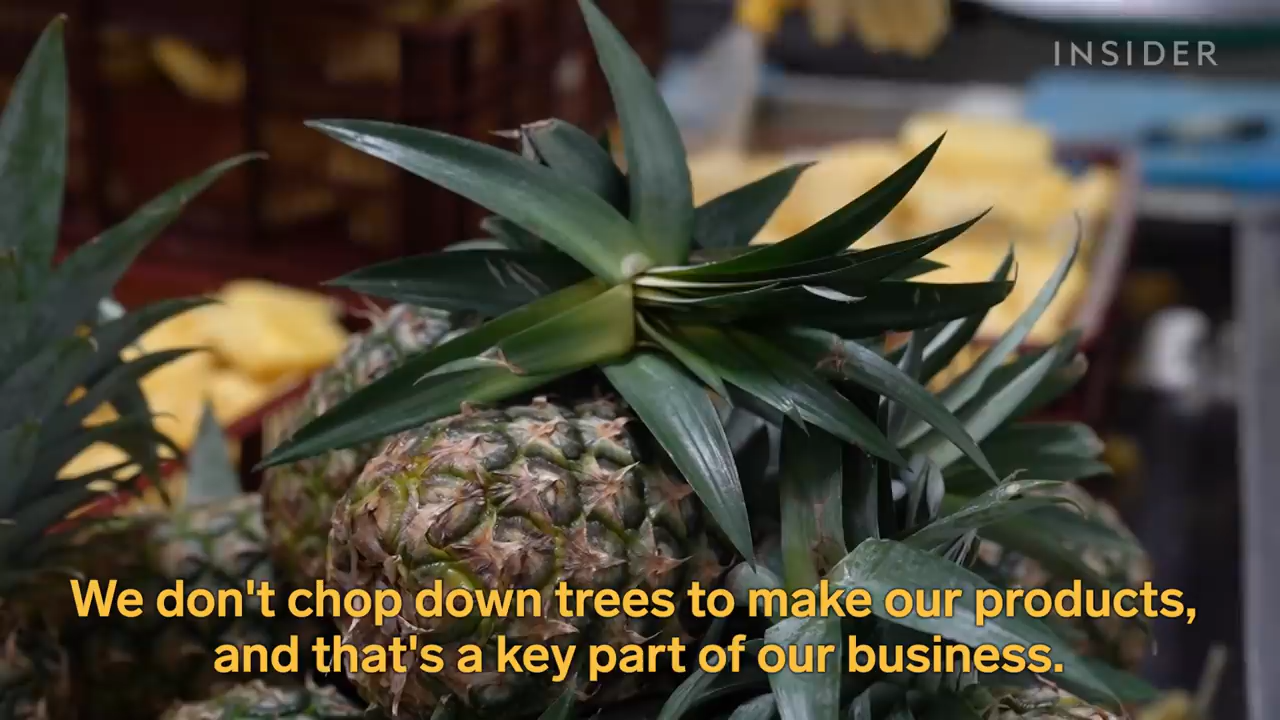 INSIDER
We don't chop down trees to make our products,
and that's a key part of our business.